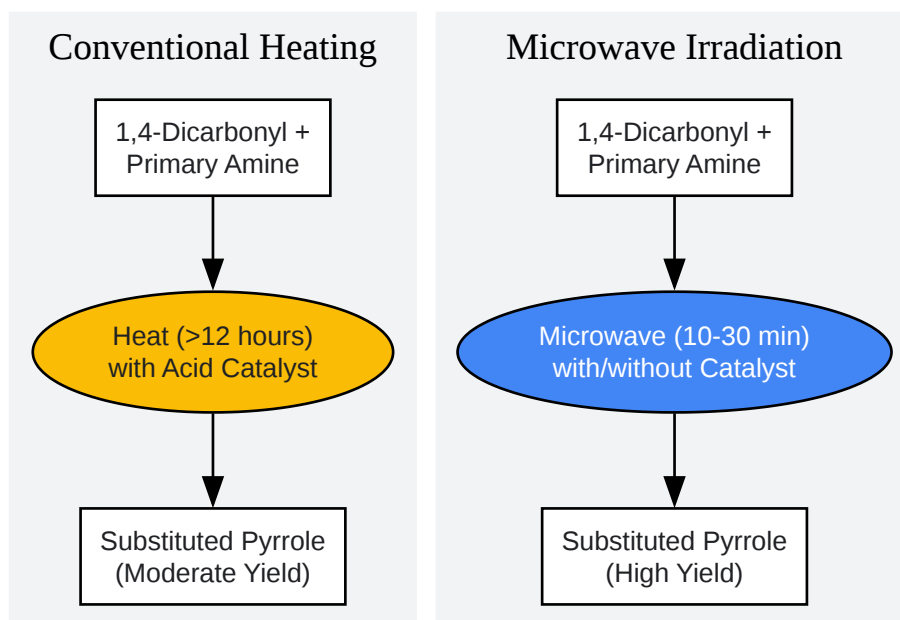 Conventional Heating
1,4-Dicarbonyl +
Primary Amine
Heat (>12 hours)
with Acid Catalyst
Substituted Pyrrole
(Moderate Yield)
Microwave Irradiation
1,4-Dicarbonyl +
Primary Amine
Microwave (10-30 min)
with/without Catalyst
Substituted Pyrrole
(High Yield)